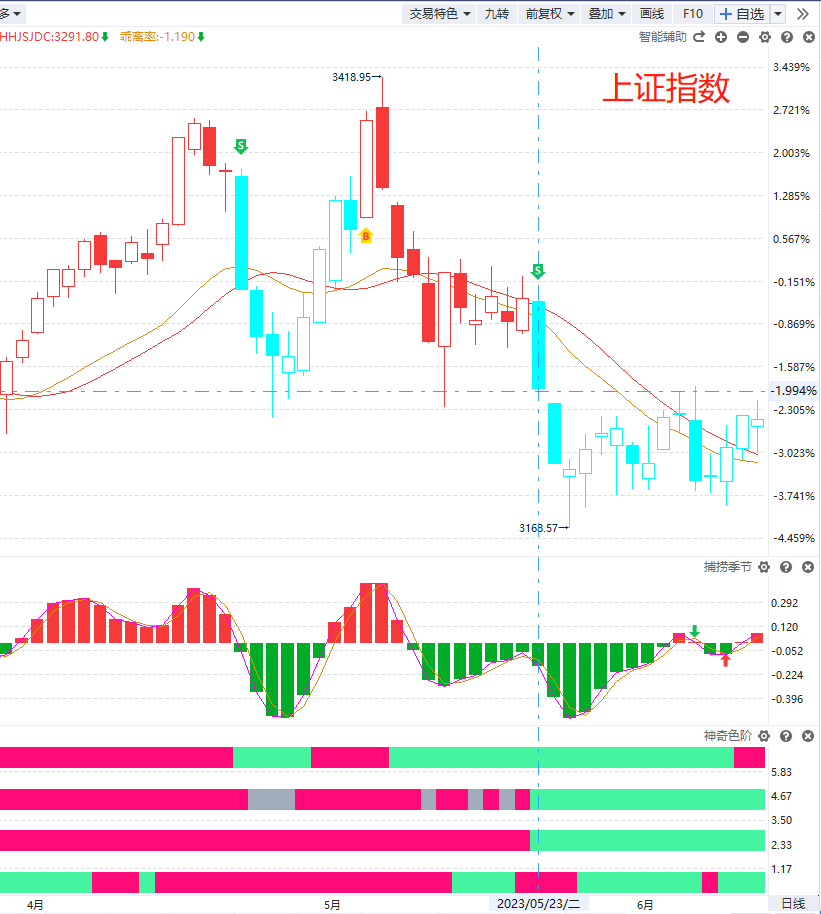 多 交易特色 九转 前复权 叠加 画线 F10 +自选
HHJSJDC:3291.80 乖离率:-1.190 智能辅助
上证指数
3.439%
3418.95
2.721%
S
2.003%
1.285%
B
0.567%
S
-0.151%
-0.869%
-1.587%
-1.994%
-2.305%
-3.023%
-3.741%
3168.57
-4.459%
捕捞季节
0.292
0.120
-0.052
-0.224
-0.396
神奇色阶
5.83
4.67
3.50
2.33
1.17
4月 5月 2023/05/23/二 6月 日线